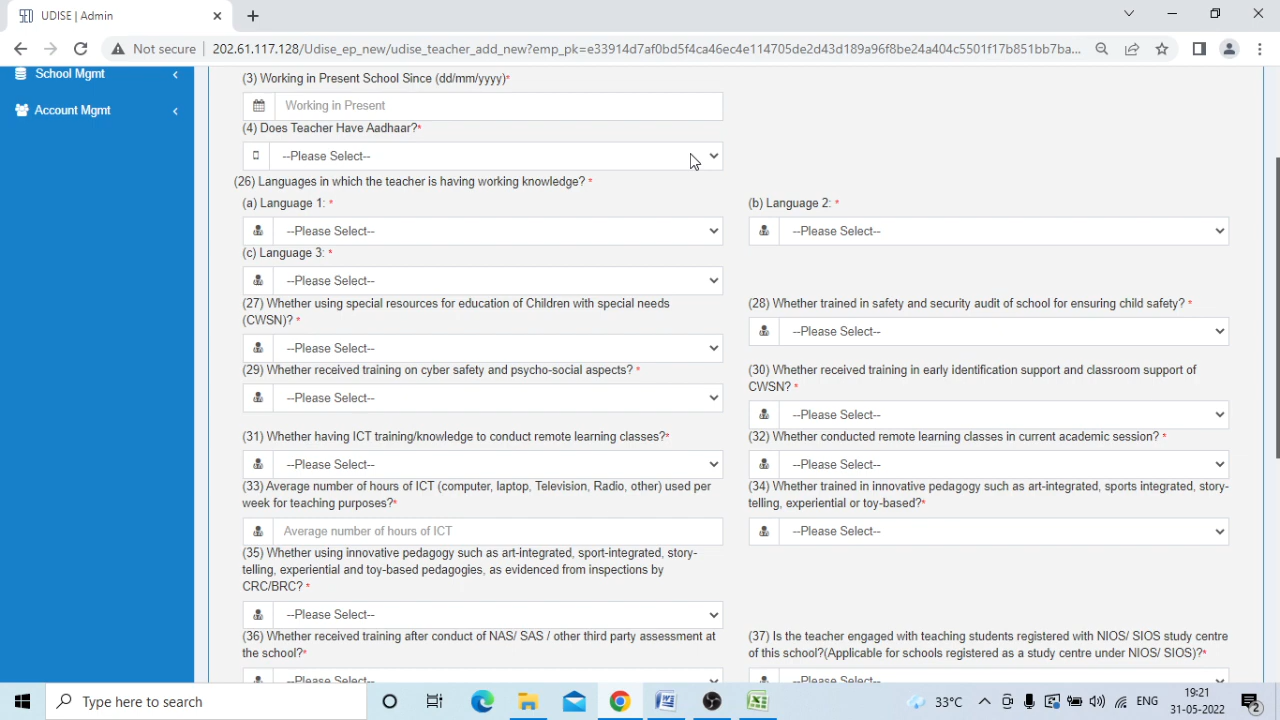 UDISE | Admin
Not secure
202.61.117.128/Udise_ep_new/udise_teacher_add_new?emp_pk=e33914d7af0bd5f4ca46ec4e114705de2d43d189a96f8be24a404c5501f17b851bb7ba...
School Mgmt
Account Mgmt
(3) Working in Present School Since (dd/mm/yyyy)*
Working in Present
(4) Does Teacher Have Aadhaar?*
--Please Select--
(26) Languages in which the teacher is having working knowledge? *
(a) Language 1: *
(b) Language 2: *
--Please Select--
--Please Select--
(c) Language 3: *
--Please Select--
(27) Whether using special resources for education of Children with special needs
(CWSN)? *
(28) Whether trained in safety and security audit of school for ensuring child safety? *
--Please Select--
--Please Select--
(29) Whether received training on cyber safety and psycho-social aspects? *
(30) Whether received training in early identification support and classroom support of
CWSN? *
--Please Select--
--Please Select--
(31) Whether having ICT training/knowledge to conduct remote learning classes?*
(32) Whether conducted remote learning classes in current academic session? *
--Please Select--
--Please Select--
(33) Average number of hours of ICT (computer, laptop, Television, Radio, other) used per
week for teaching purposes?*
(34) Whether trained in innovative pedagogy such as art-integrated, sports integrated, story-
telling, experiential or toy-based?*
Average number of hours of ICT
--Please Select--
(35) Whether using innovative pedagogy such as art-integrated, sport-integrated, story-
telling, experiential and toy-based pedagogies, as evidenced from inspections by
CRC/BRC? *
--Please Select--
(36) Whether received training after conduct of NAS/ SAS / other third party assessment at
the school?*
(37) Is the teacher engaged with teaching students registered with NIOS/ SIOS study centre
of this school?(Applicable for schools registered as a study centre under NIOS/ SIOS)?*
--Please Select--
--Please Select--
Type here to search
33°C
19:21
31-05-2022
2